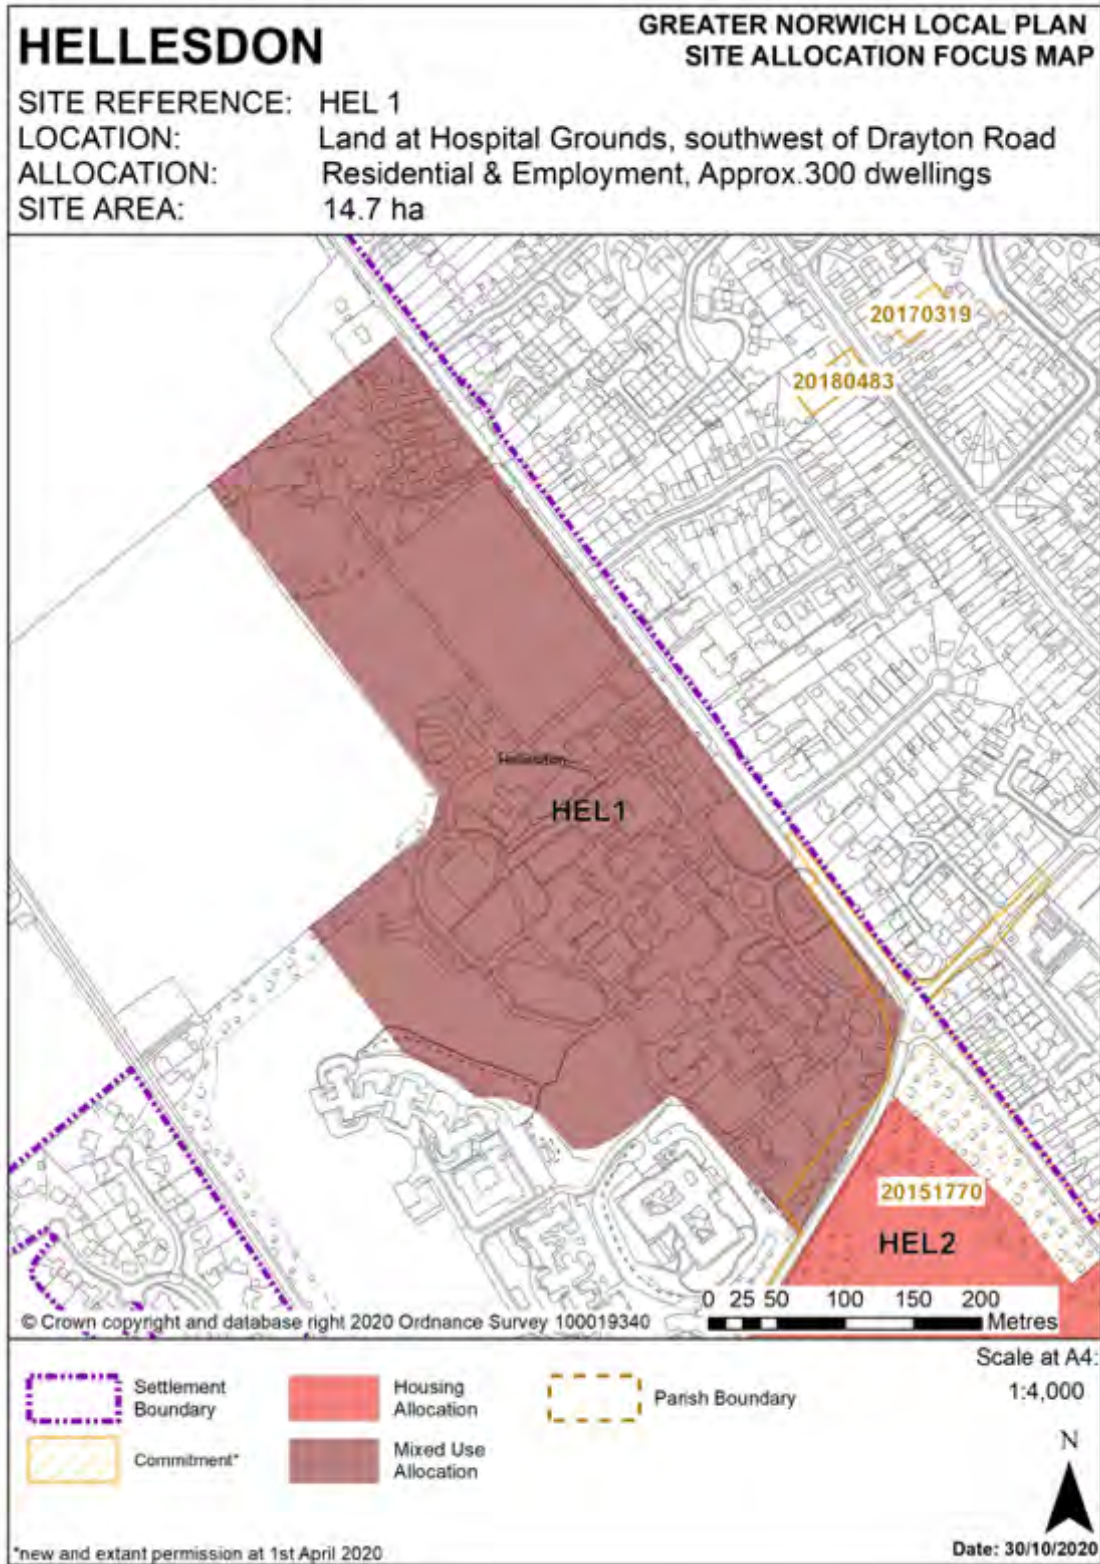 HELLESDON
GREATER NORWICH LOCAL PLAN
SITE ALLOCATION FOCUS MAP
SITE REFERENCE: HEL 1
LOCATION: Land at Hospital Grounds, southwest of Drayton Road
ALLOCATION: Residential & Employment, Approx.300 dwellings
SITE AREA: 14.7 ha
20170319
20180483
Hellesdon
HEL1
20151770
HEL2
0 25 50 100 150 200
Metres
© Crown copyright and database right 2020 Ordnance Survey 100019340
Settlement
Boundary
Housing
Allocation
Parish Boundary
Commitment*
Mixed Use
Allocation
Scale at A4:
1:4,000
N
*new and extant permission at 1st April 2020
Date: 30/10/2020